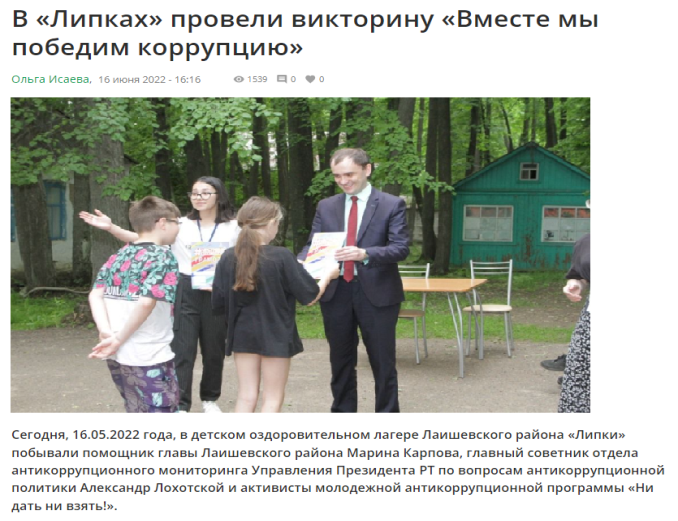 В «Липках» провели викторину «Вместе мы
победим коррупцию»
Ольга Исаева, 16 июня 2022 - 16:16 1539 0 0
Сегодня, 16.05.2022 года, в детском оздоровительном лагере Лаишевского района «Липки»
побывали помощник главы Лаишевского района Марина Карпова, главный советник отдела
антикоррупционного мониторинга Управления Президента РТ по вопросам антикоррупционной
политики Александр Лохотской и активисты молодежной антикоррупционной программы «Ни
дать ни взять!».